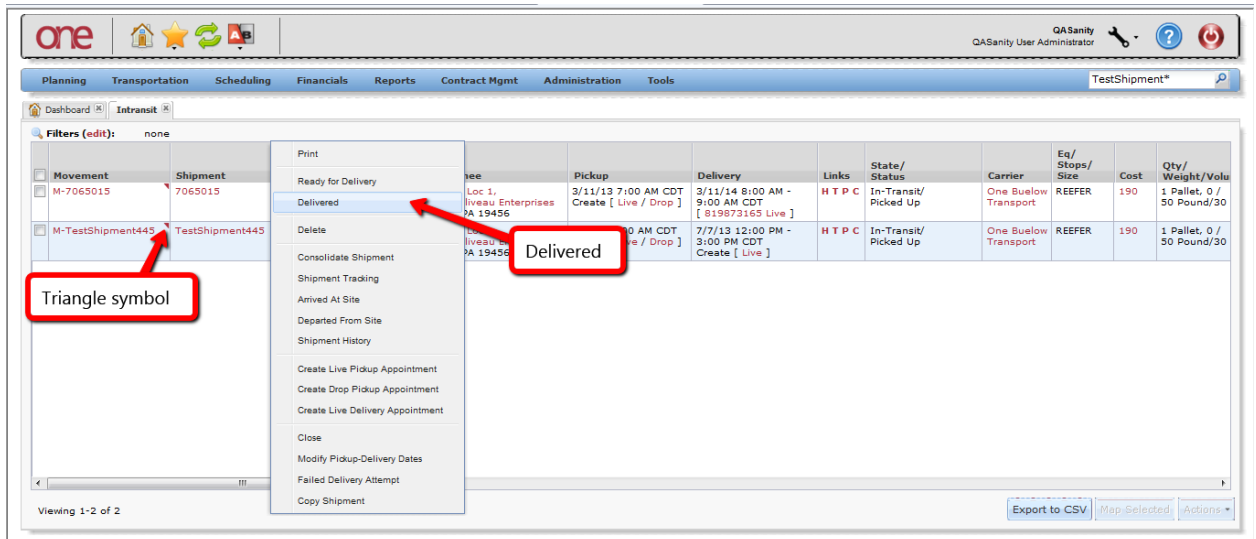 one
QASanity
QASanity User Administrator
Planning Transportation Scheduling Financials Reports Contract Mgmt Administration Tools
TestShipment*
Dashboard Intransit
Filters (edit): none
Movement Shipment nee Pickup Delivery Links State/ Status Carrier Eq/ Stops/ Size Cost Qty/ Weight/Volu
M-7065015 7065015 Loc 1, 3/11/13 7:00 AM CDT 3/11/14 8:00 AM - H T P C In-Transit/ One Buelow REEFER 190 1 Pallet, 0 /
liveau Enterprises Create [ Live / Drop ] 9:00 AM CDT Picked Up Transport 50 Pound/30
PA 19456 [ 819873165 Live ]
M-TestShipment445 TestShipment445 0 AM CDT 7/7/13 12:00 PM - H T P C In-Transit/ One Buelow REEFER 190 1 Pallet, 0 /
liveau E ve / Drop ] 3:00 PM CDT Picked Up Transport 50 Pound/30
PA 19456 Create [ Live ]
Print
Ready for Delivery
Delivered
Delete
Consolidate Shipment
Shipment Tracking
Arrived At Site
Departed From Site
Shipment History
Create Live Pickup Appointment
Create Drop Pickup Appointment
Create Live Delivery Appointment
Close
Modify Pickup-Delivery Dates
Failed Delivery Attempt
Copy Shipment
Delivered
Triangle symbol
Viewing 1-2 of 2
Export to CSV Map Selected Actions